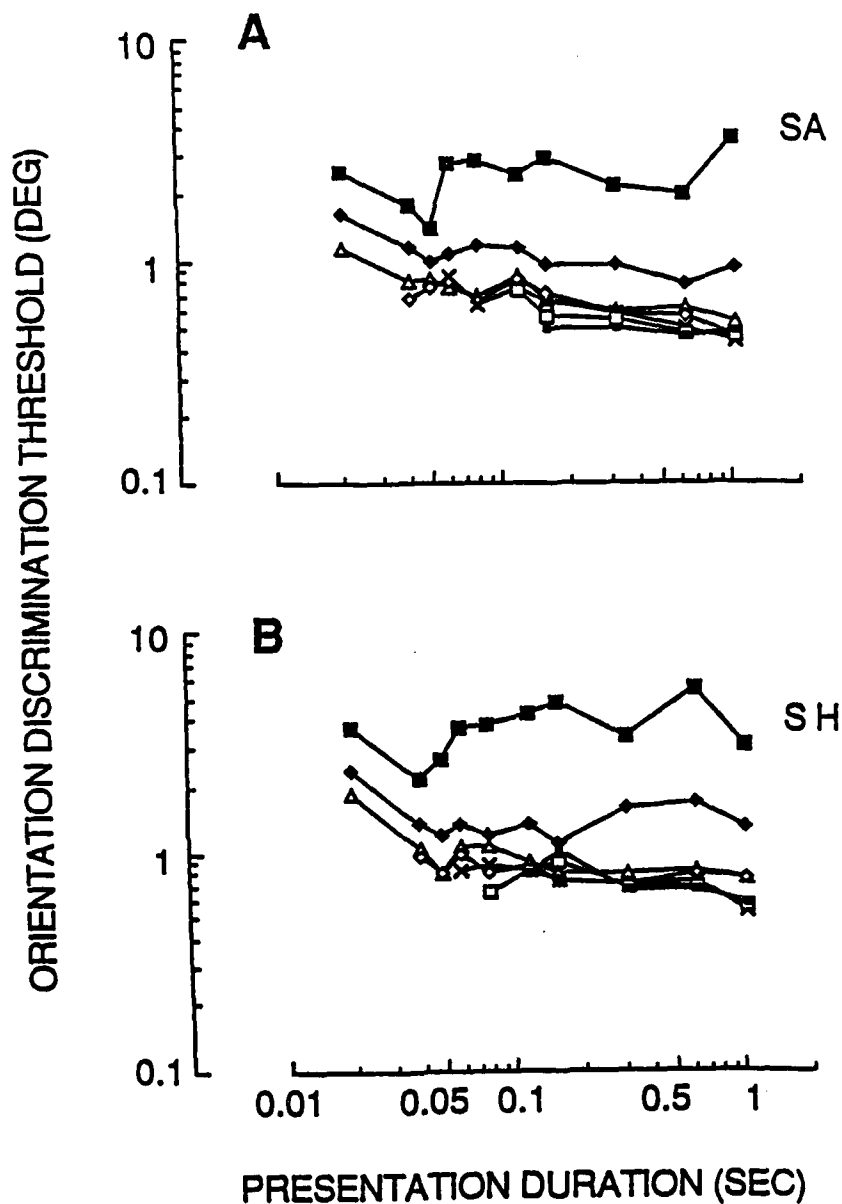 A
SA
10
1
0.1
ORIENTATION DISCRIMINATION THRESHOLD (DEG)
B
SH
10
1
0.1
0.01 0.05 0.1 0.5 1
PRESENTATION DURATION (SEC)